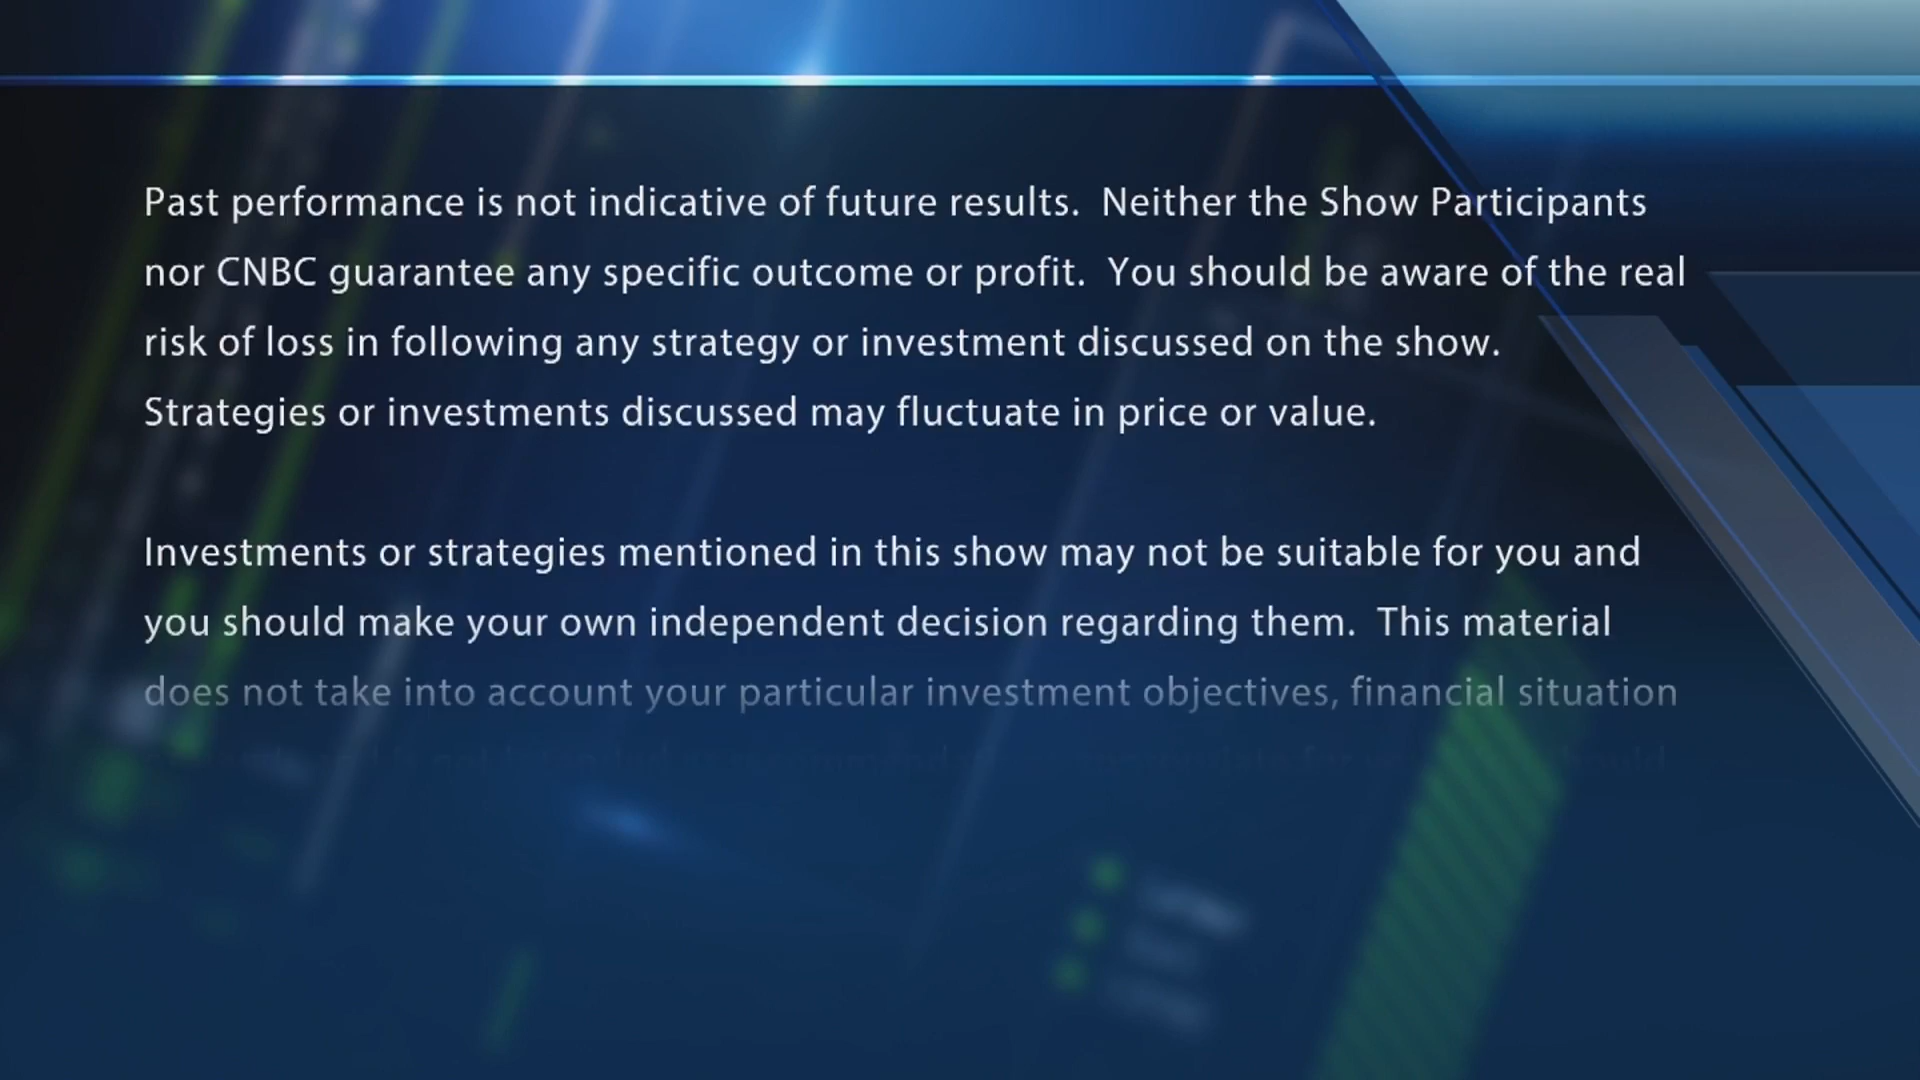 Past performance is not indicative of future results.  Neither the Show Participants
nor CNBC guarantee any specific outcome or profit.  You should be aware of the real
risk of loss in following any strategy or investment discussed on the show.
Strategies or investments discussed may fluctuate in price or value.
Investments or strategies mentioned in this show may not be suitable for you and
you should make your own independent decision regarding them.  This material
does not take into account your particular investment objectives, financial situation